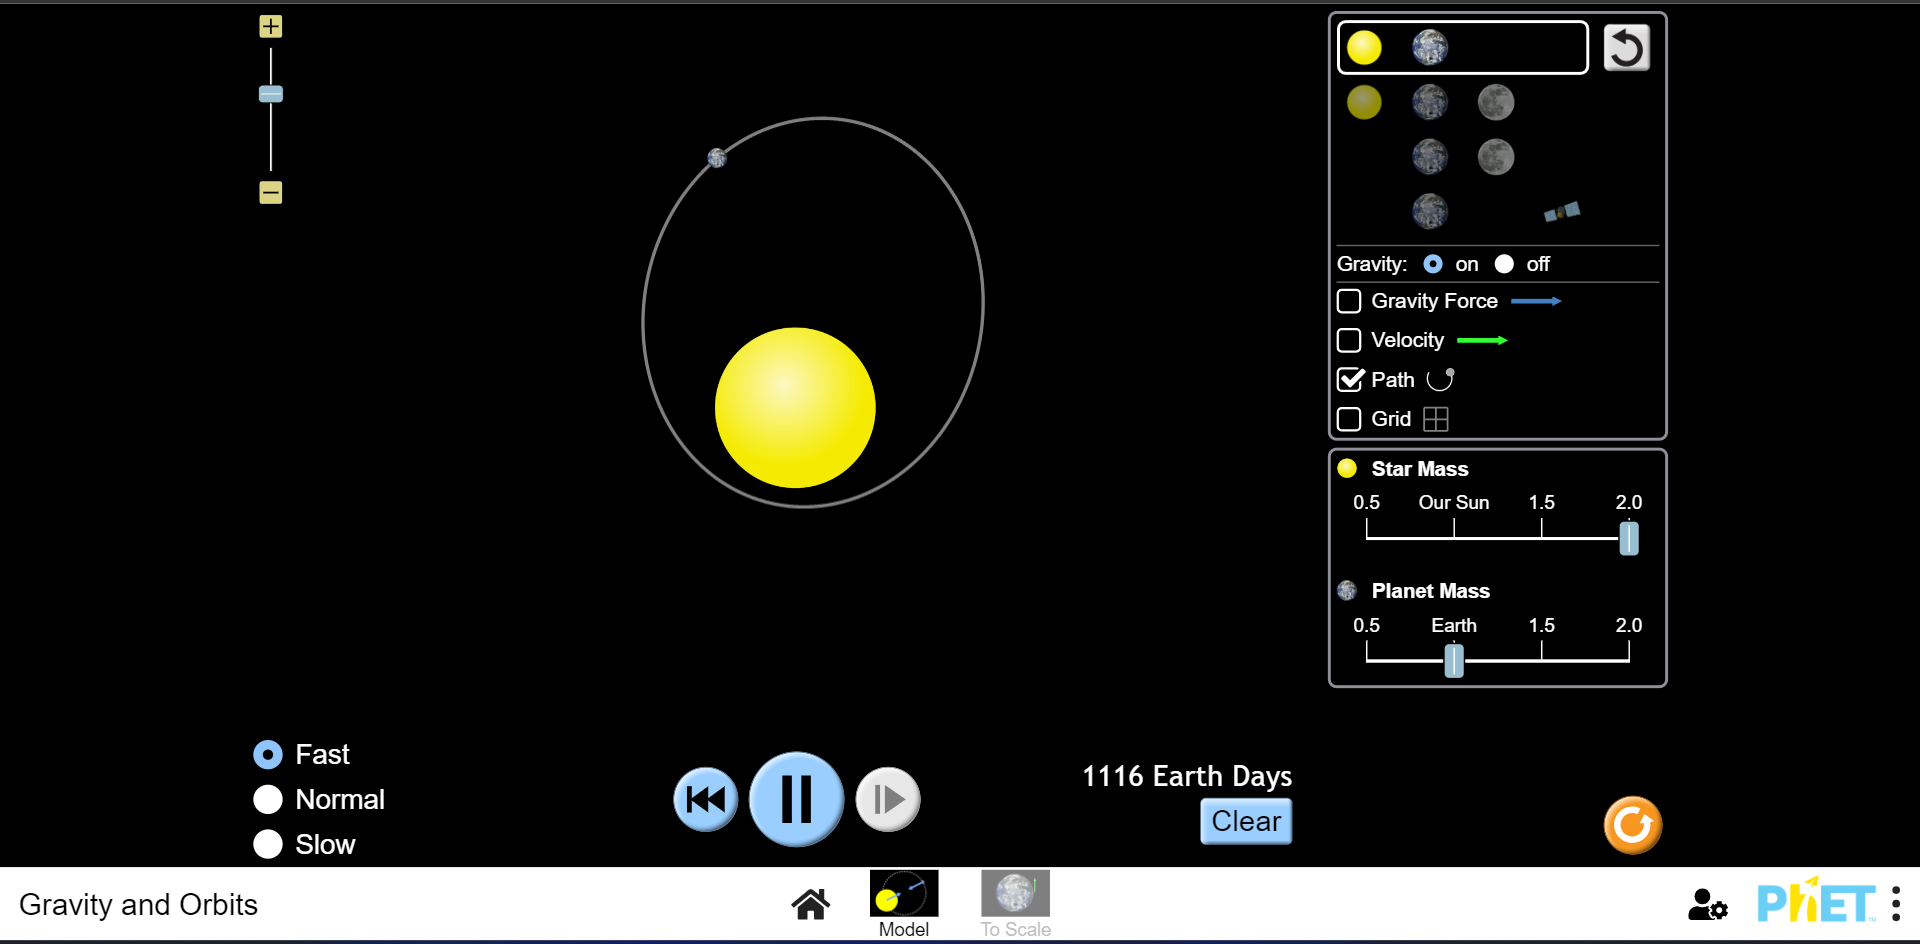 Gravity: on off
Gravity Force
Velocity
Path
Grid
Star Mass
0.5 Our Sun 1.5 2.0
Planet Mass
0.5 Earth 1.5 2.0
Fast
Normal
Slow
1116 Earth Days
Clear
Gravity and Orbits
Model
To Scale
PhET